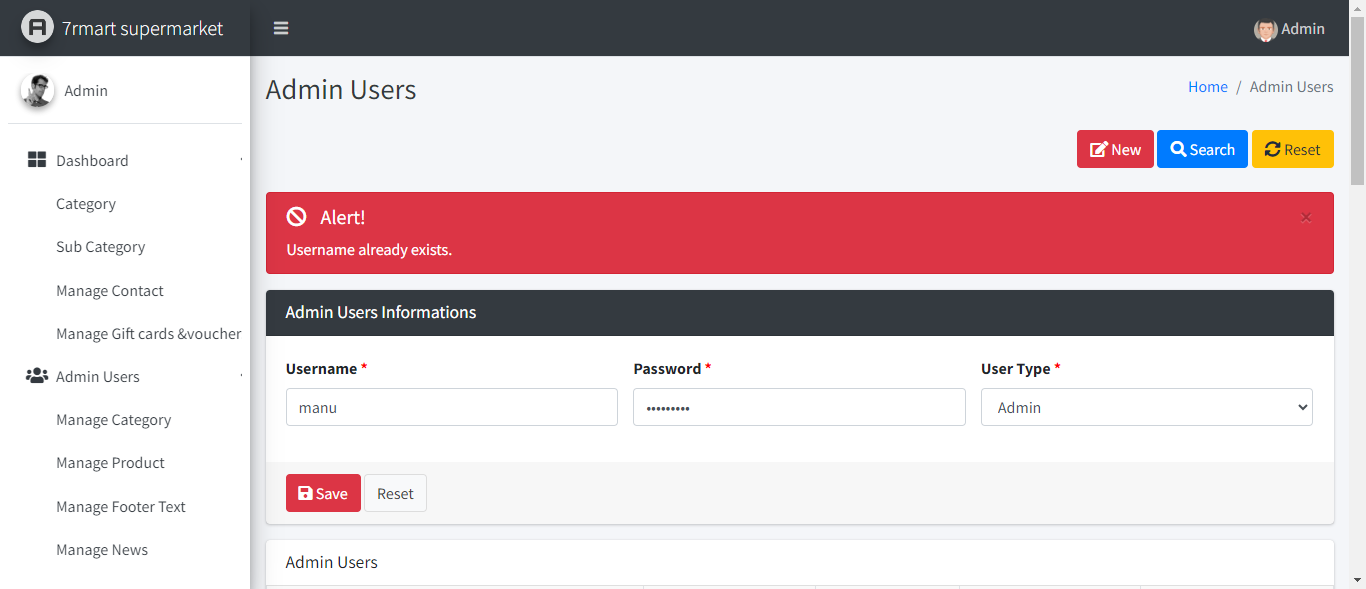 7rmart supermarket
Admin
Admin
Dashboard
Category
Sub Category
Manage Contact
Manage Gift cards &voucher
Admin Users
Manage Category
Manage Product
Manage Footer Text
Manage News
Admin Users
Home / Admin Users
New Search Reset
Alert! ×
Username already exists.
Admin Users Informations
Username * Password * User Type *
manu ••••••••• Admin
Save Reset
Admin Users